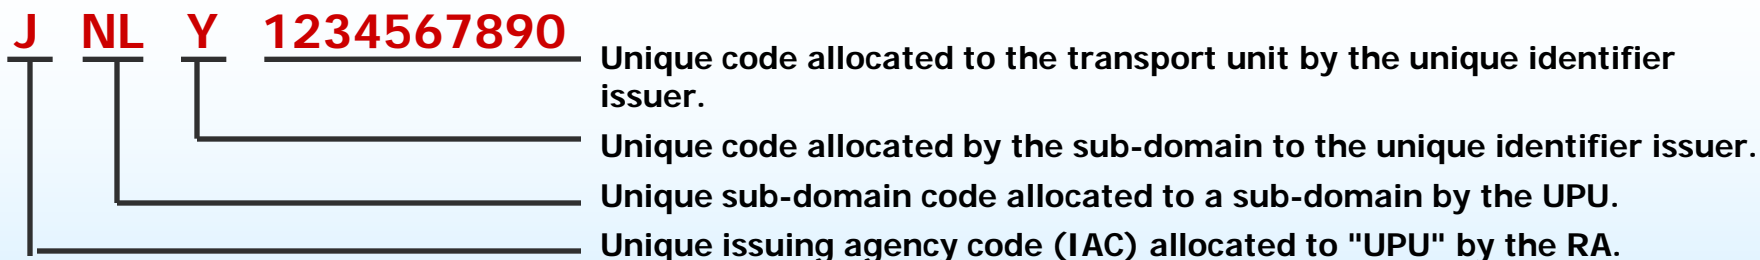 J NL Y 1234567890
Unique code allocated to the transport unit by the unique identifier
issuer.
Unique code allocated by the sub-domain to the unique identifier issuer.
Unique sub-domain code allocated to a sub-domain by the UPU.
Unique issuing agency code (IAC) allocated to "UPU" by the RA.